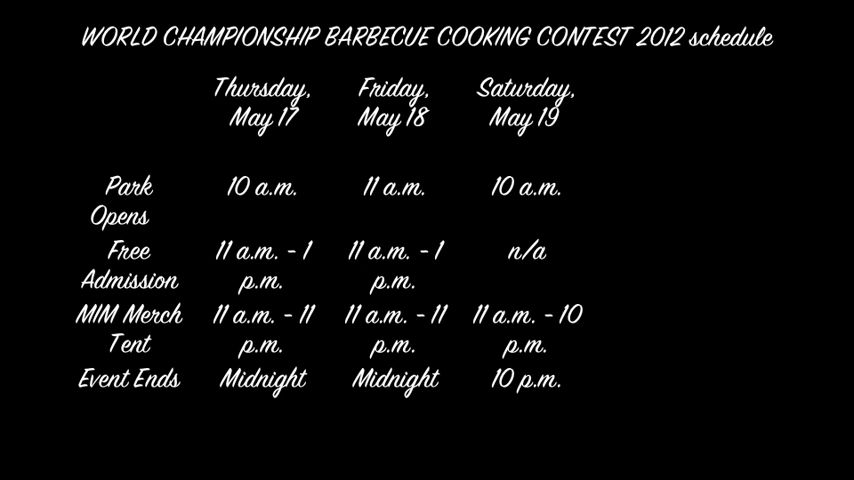 WORLD CHAMPIONSHIP BARBECUE COOKING CONTEST 2012 schedule
Thursday, Friday, Saturday,
May 17 May 18 May 19
Park 10 a.m. 11 a.m. 10 a.m.
Opens
Free 11 a.m. - 1 11 a.m. - 1 n/a
Admission p.m. p.m.
MIM Merch 11 a.m. - 11 11 a.m. - 11 11 a.m. - 10
Tent p.m. p.m. p.m.
Event Ends Midnight Midnight 10 p.m.